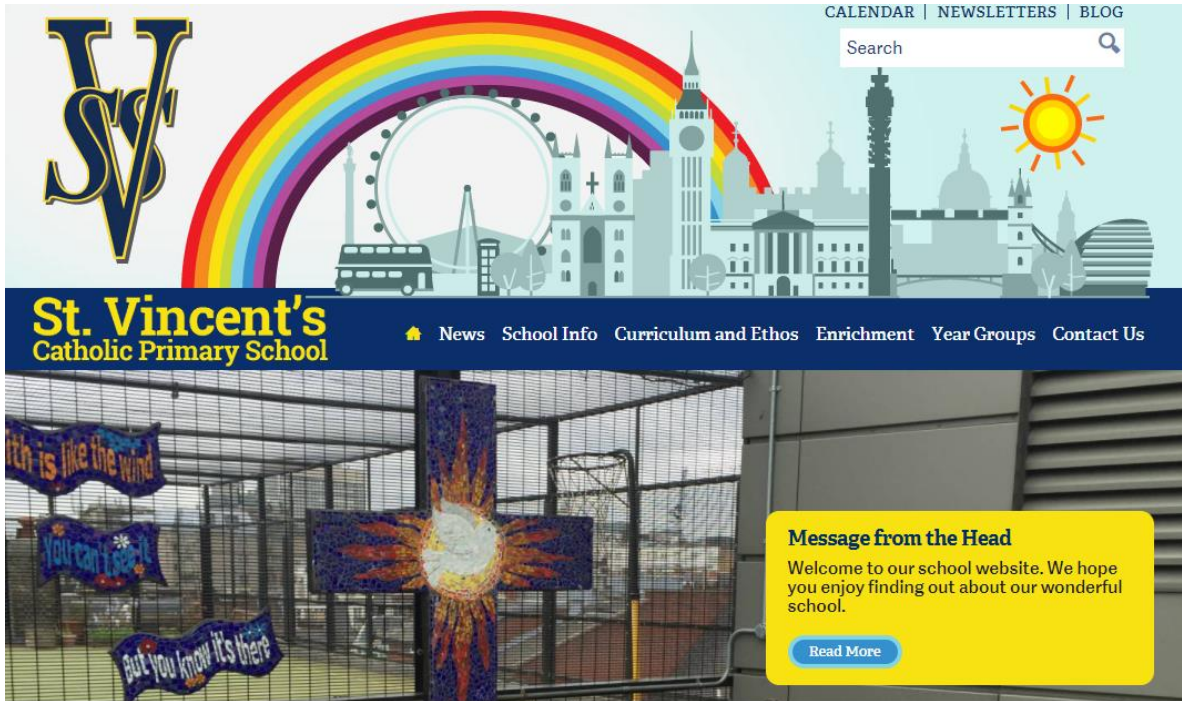 CALENDAR | NEWSLETTERS | BLOG
Search
St. Vincent's
Catholic Primary School
News School Info Curriculum and Ethos Enrichment Year Groups Contact Us
is like the wind
You can't see it
But you know it's there
Message from the Head
Welcome to our school website. We hope
you enjoy finding out about our wonderful
school.
Read More